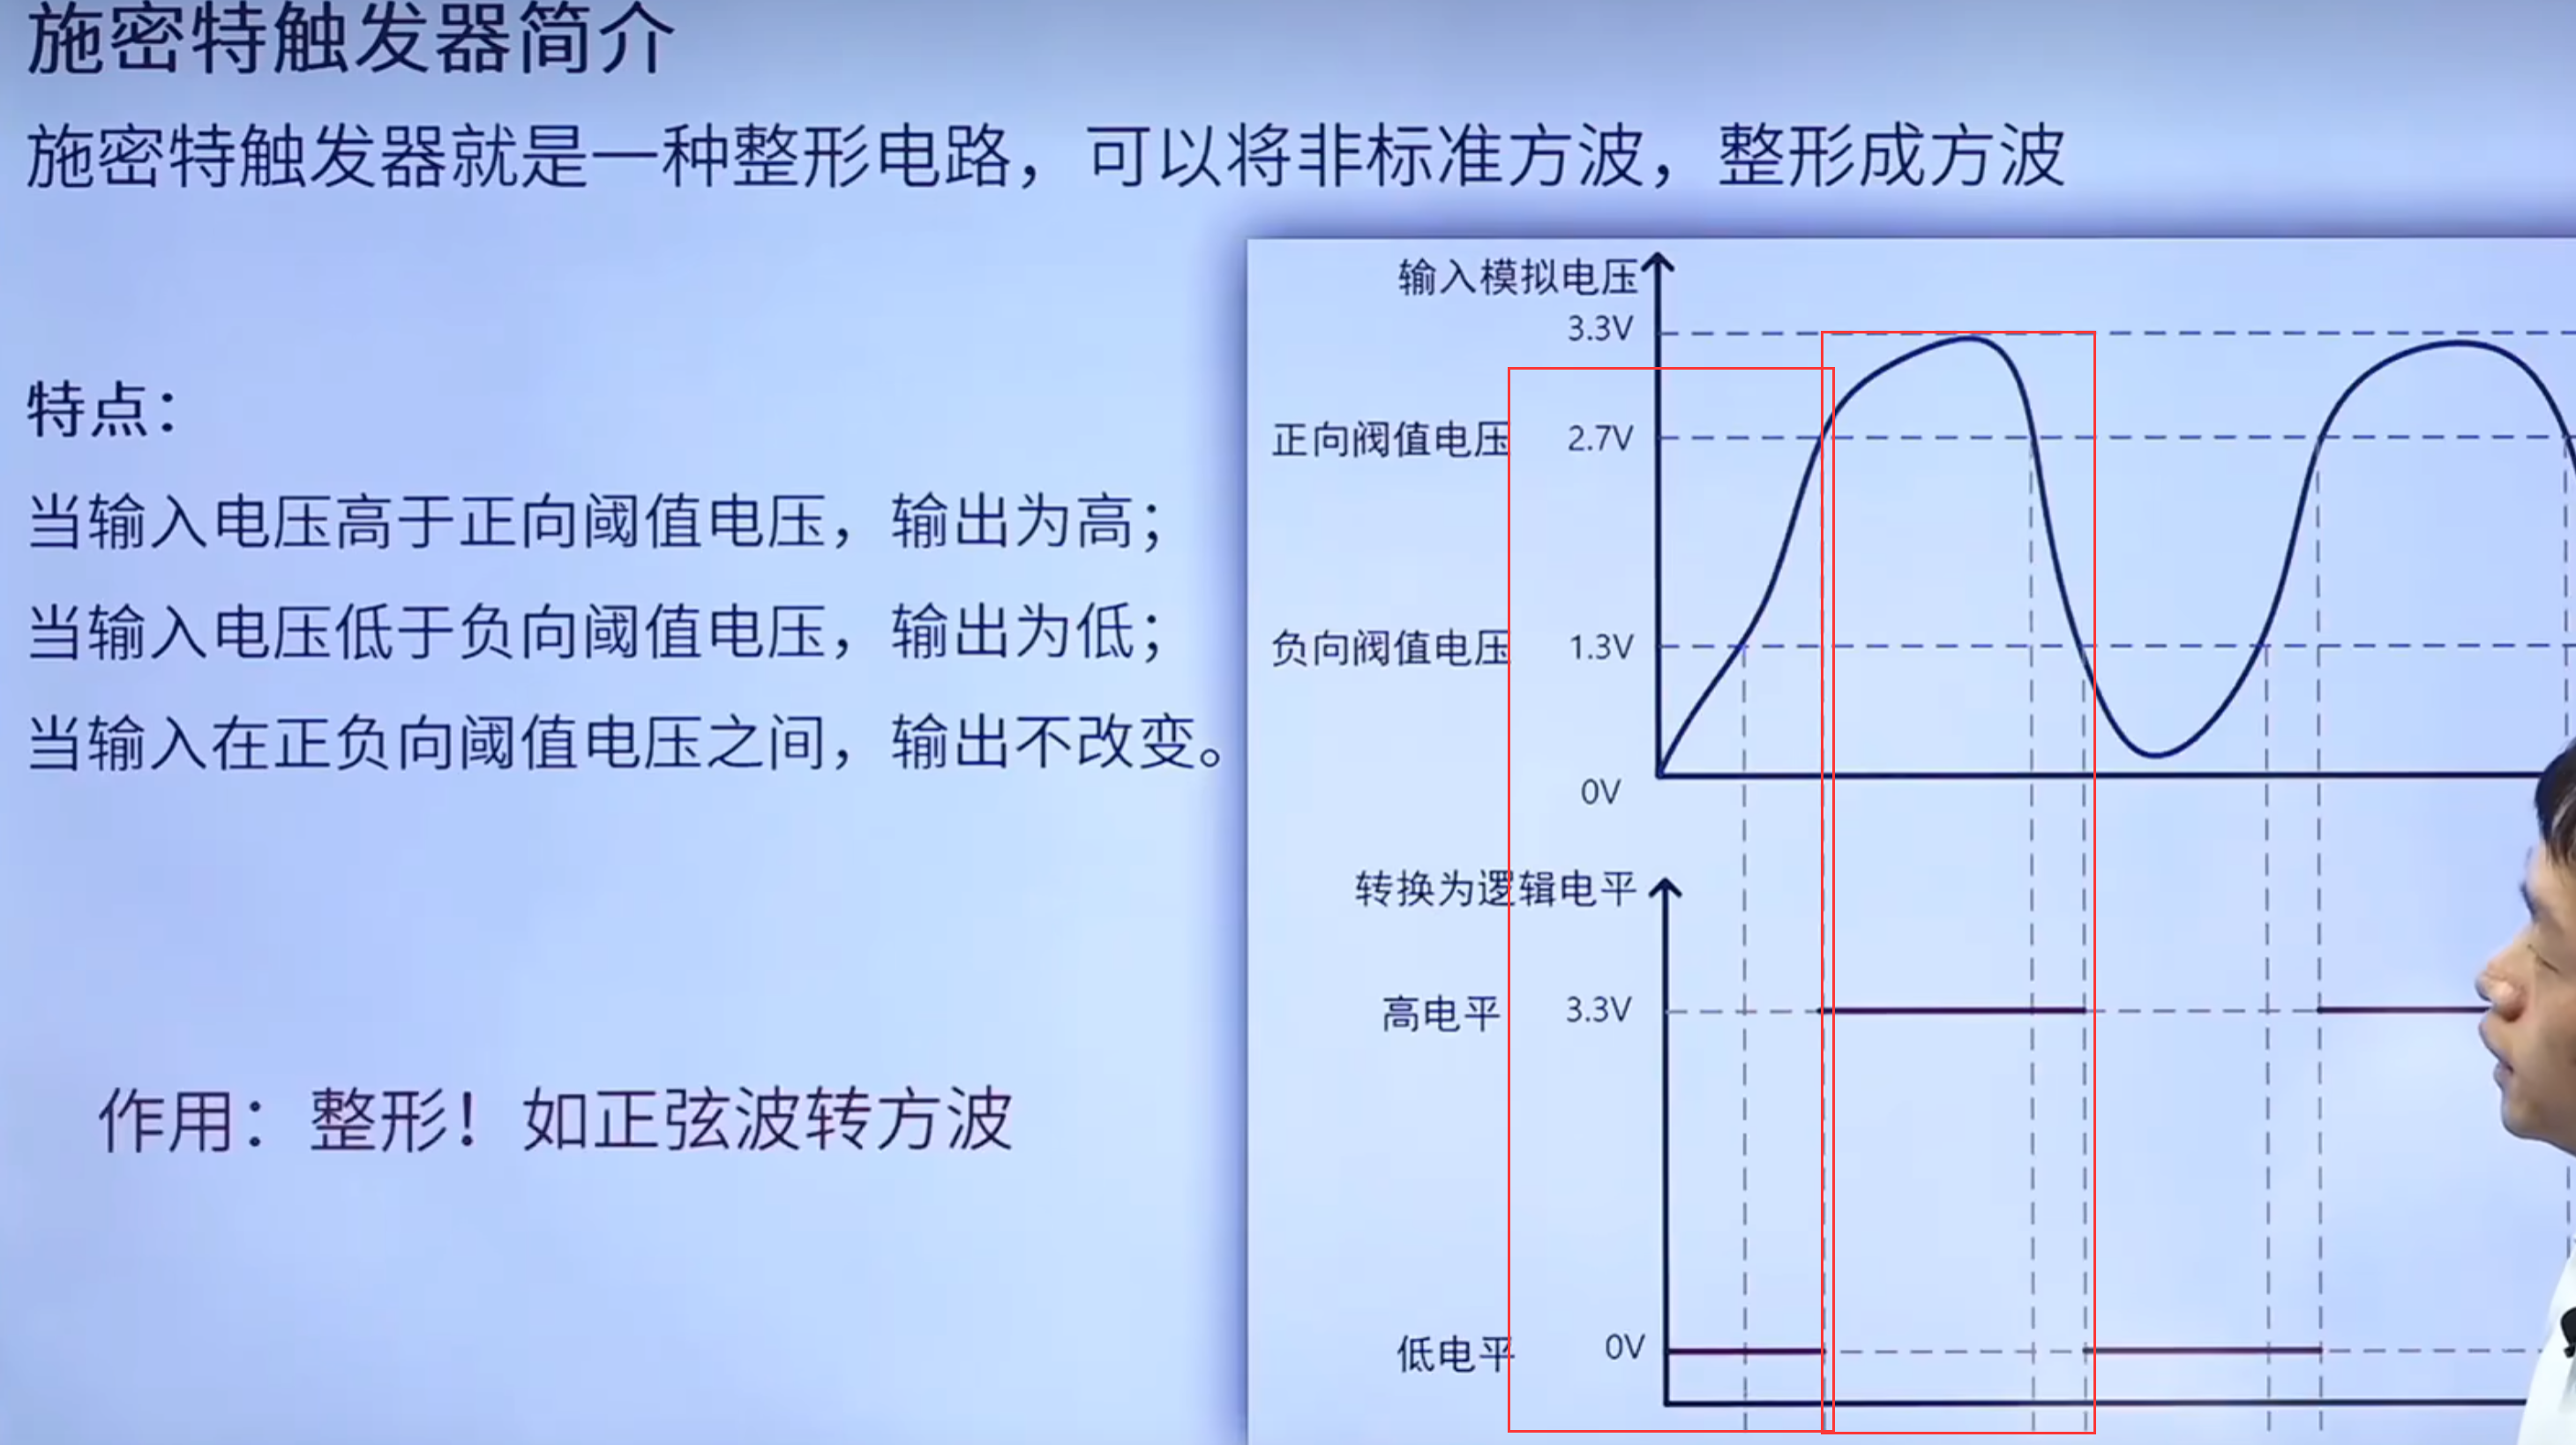 施密特触发器简介
施密特触发器就是一种整形电路，可以将非标准方波，整形成方波
特点：
当输入电压高于正向阈值电压，输出为高；
当输入电压低于负向阈值电压，输出为低；
当输入在正负向阈值电压之间，输出不改变。
作用：整形！如正弦波转方波
输入模拟电压
3.3V
正向阀值电压 2.7V
负向阀值电压 1.3V
0V
转换为逻辑电平
高电平 3.3V
低电平 0V